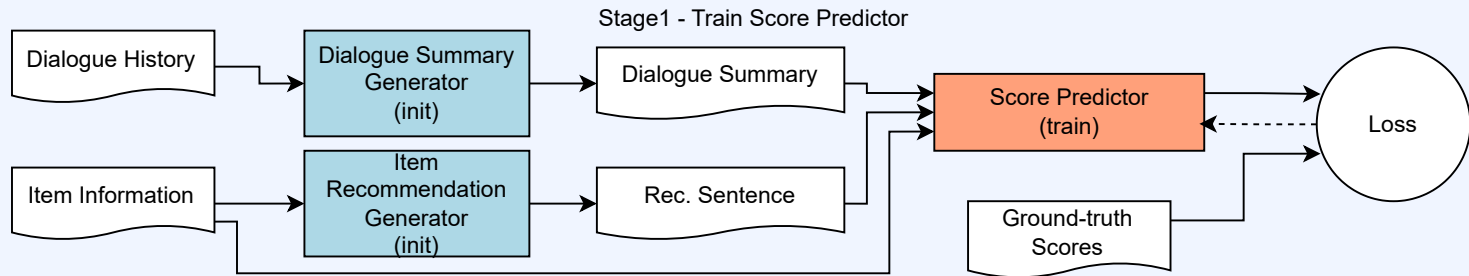 Stage1 - Train Score Predictor
Dialogue History
Dialogue Summary
Generator
(init)
Dialogue Summary
Score Predictor
(train)
Loss
Item Information
Item
Recommendation
Generator
(init)
Rec. Sentence
Ground-truth
Scores